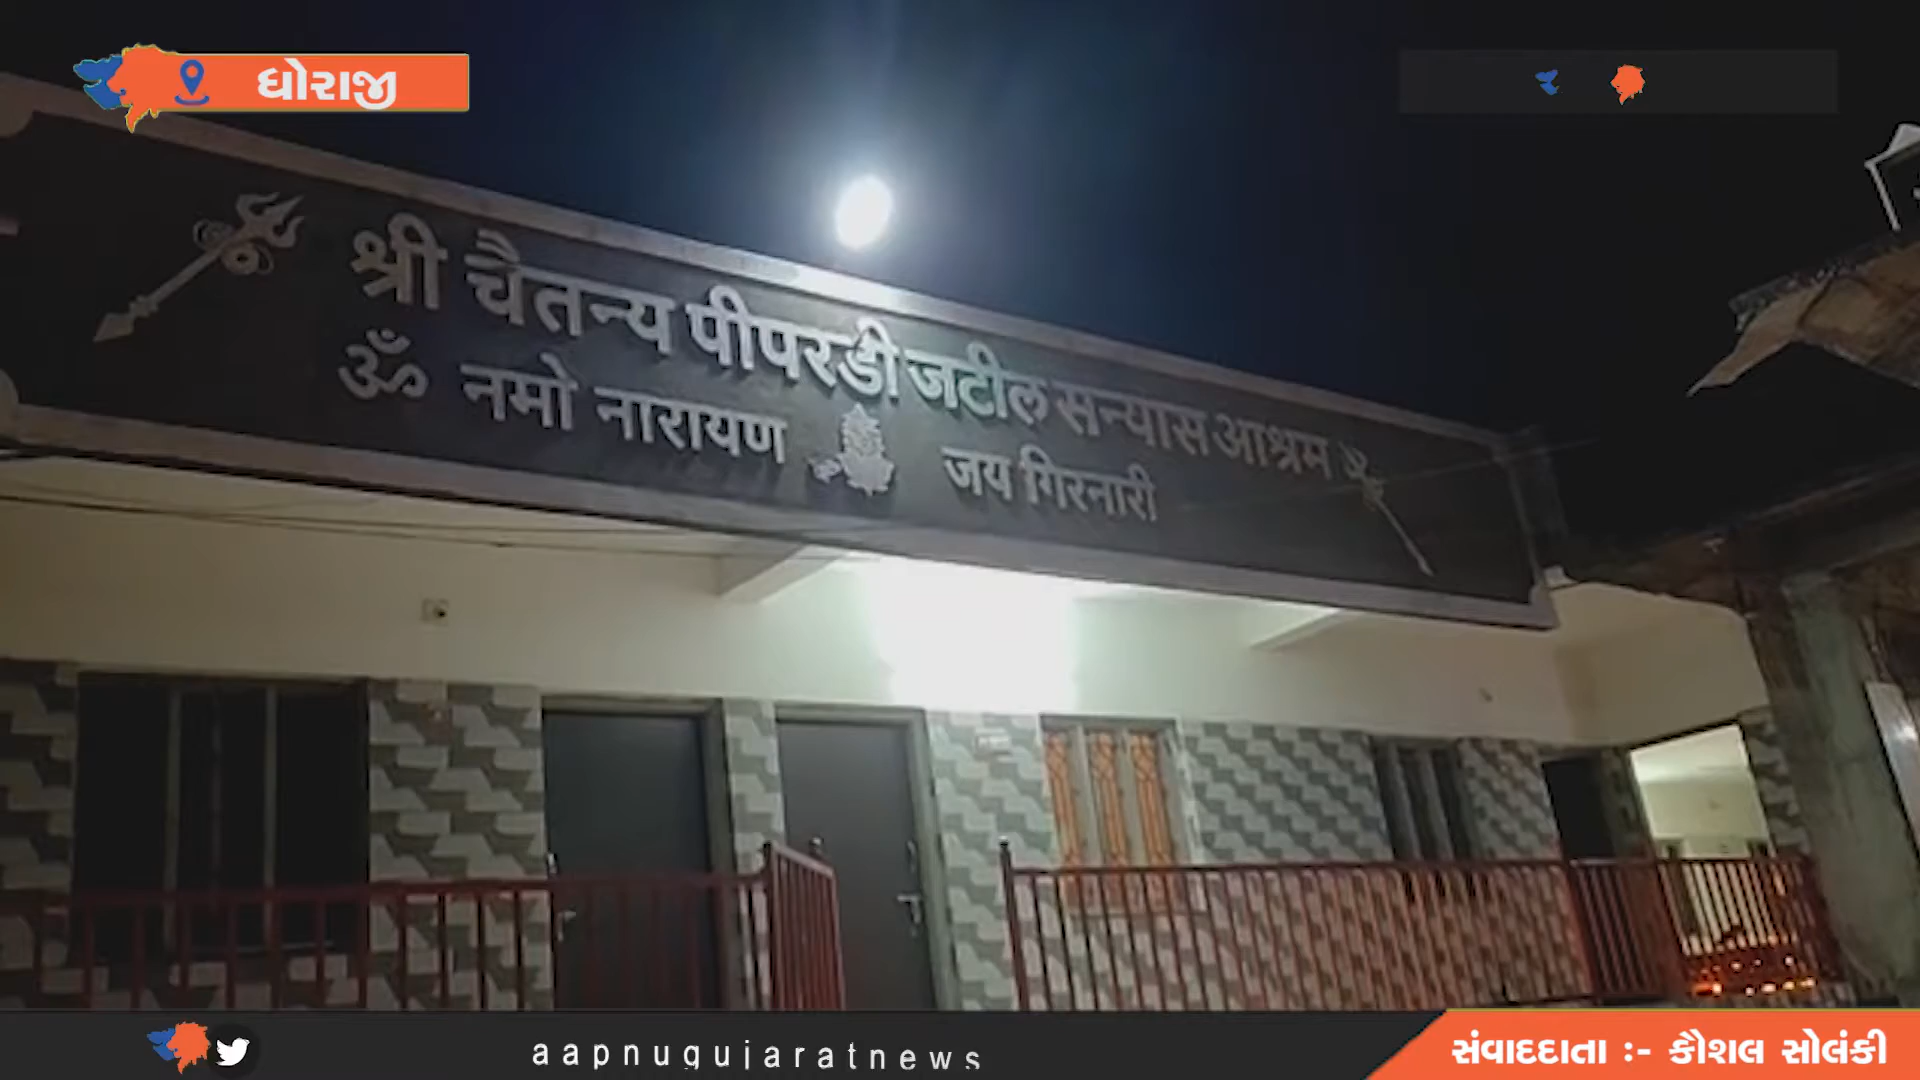 ધોરાજી
श्री चैतन्य पीपरडी जटील सन्यास आश्रम
ॐ नमो नारायण जय गिरनारी
aapnugujaratnews
સંવાદદાતા :- કૌશલ સોલંકી